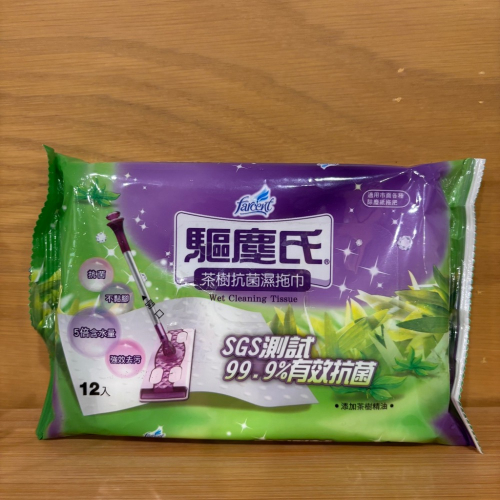 farcent
適用市面各種
除塵紙拖把
驅塵氏®
茶樹抗菌濕拖巾
Wet Cleaning Tissue
抗菌
不黏膩
5倍含水量
強效去污
SGS測試
99.9%有效抗菌
12入
•添加茶樹精油•